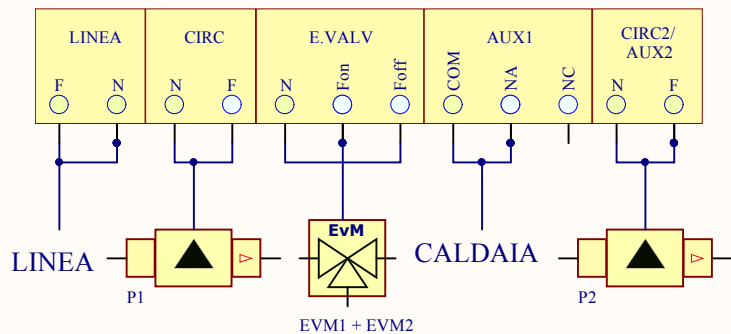 LINEA CIRC E.VALV AUX1 CIRC2/
AUX2
F N N F N Fon Foff COM NA NC N F
EvM
LINEA CALDAIA
P1 P2
EVM1 + EVM2